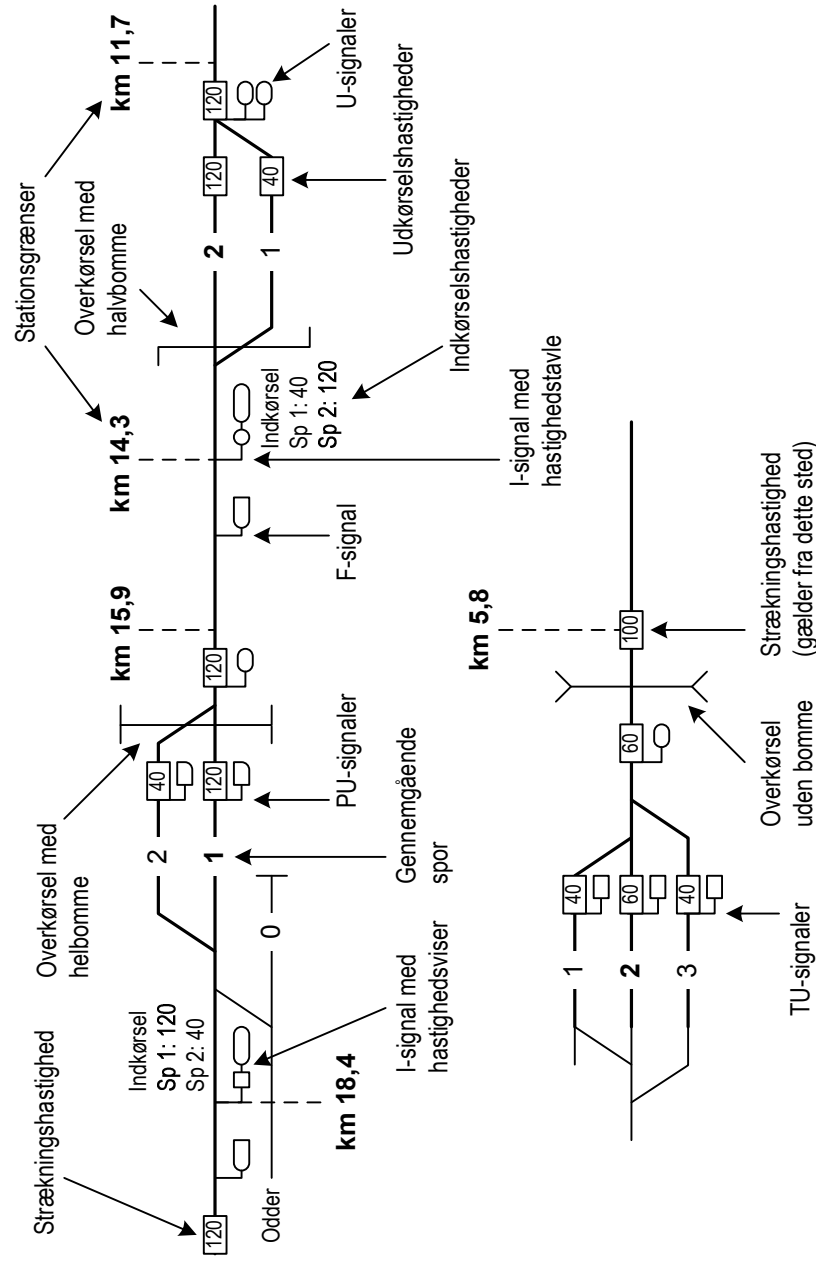 Strækningshastighed
120
Odder
Indkørsel
Sp 1: 120
Sp 2: 40
km 18,4
I-signal med
hastighedsviser
0
Overkørsel med
helbomme
2
1
Gennemgående
spor
40
120
PU-signaler
120
km 15,9
F-signal
Stationsgrænser
km 14,3
Indkørsel
Sp 1: 40
Sp 2: 120
I-signal med
hastighedstavle
Indkørselshastigheder
Overkørsel med
halvbomme
2
1
120
40
Udkørselshastigheder
120
U-signaler
km 11,7
1
2
3
40
60
40
TU-signaler
60
Overkørsel
uden bomme
100
km 5,8
Strækningshastighed
(gælder fra dette sted)